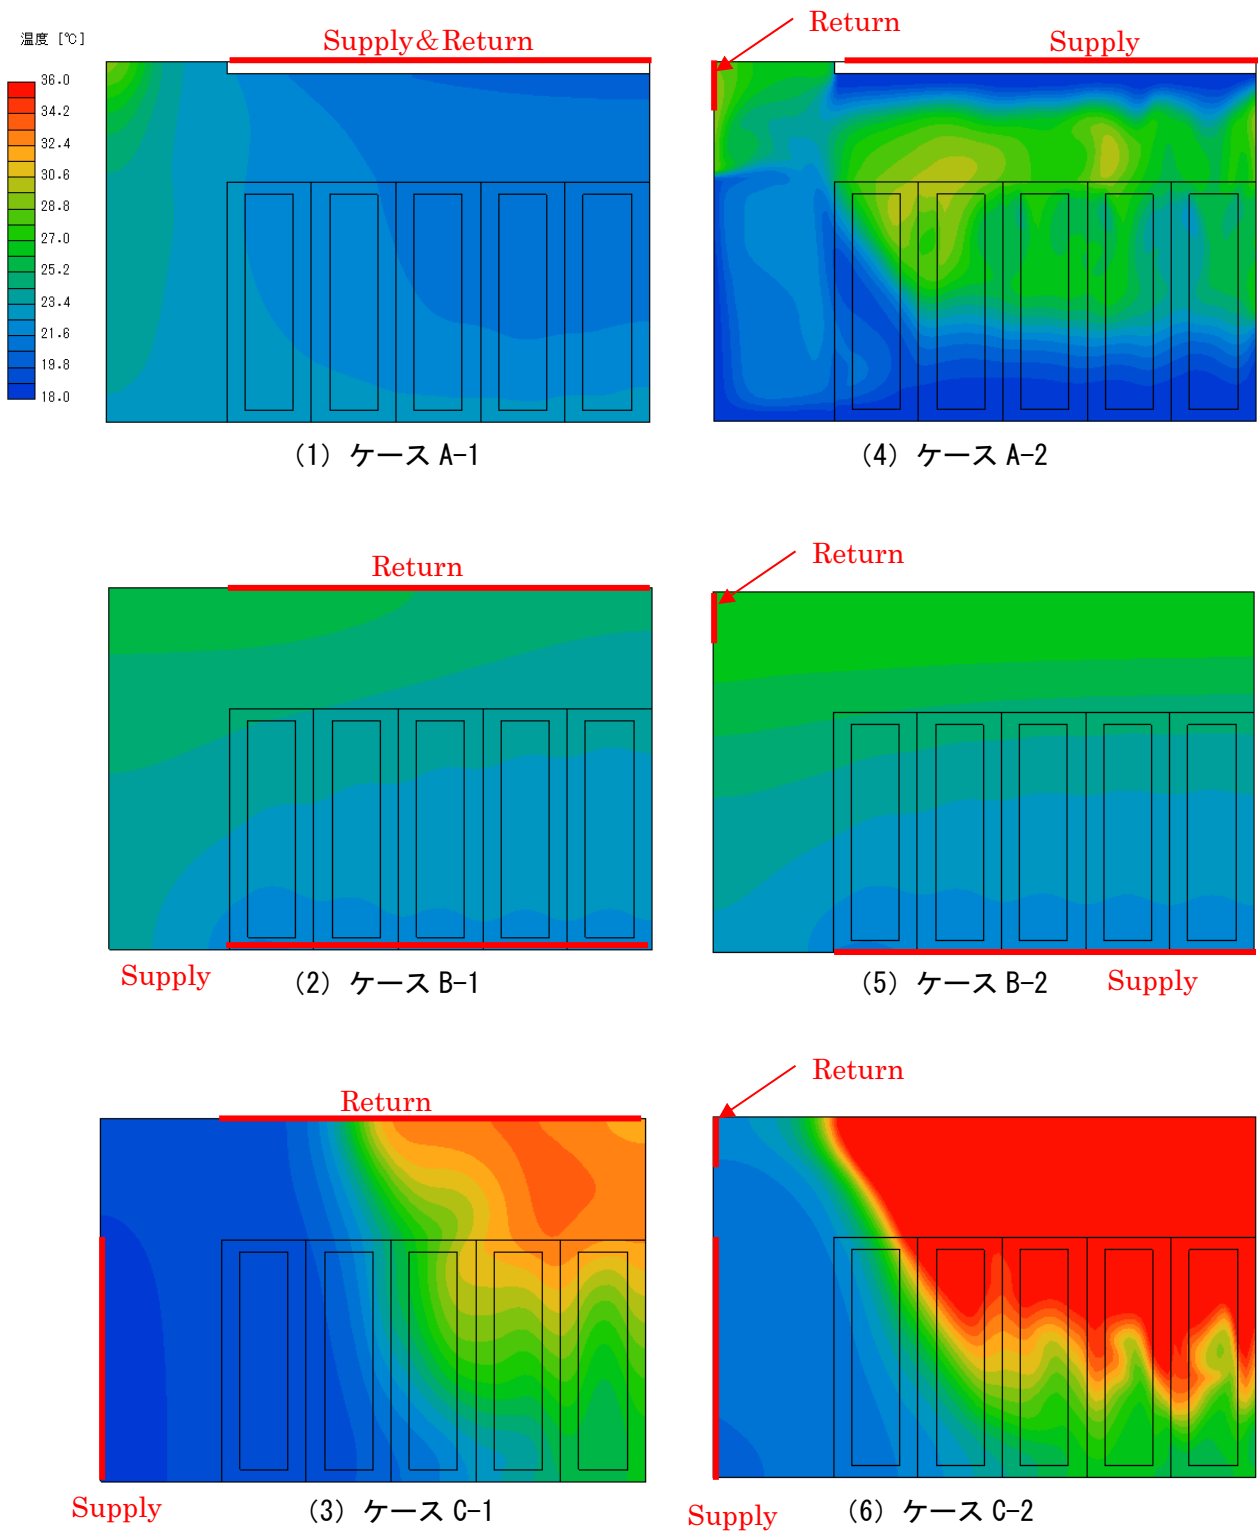 温度 [℃]
36.0
34.2
32.4
30.6
28.8
27.0
25.2
23.4
21.6
19.8
18.0
Supply&Return
(1) ケース A-1
Return
Supply
(4) ケース A-2
Return
Supply
(2) ケース B-1
Return
(5) ケース B-2
Supply
Return
Supply
(3) ケース C-1
Return
Supply
(6) ケース C-2